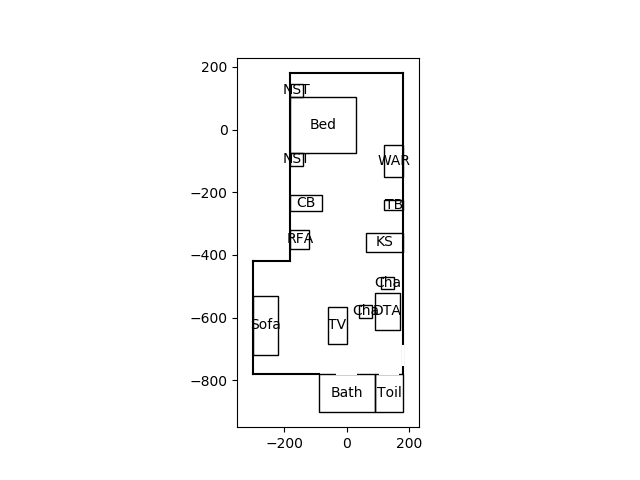 200
NST
Bed
0
NST
WAR
−200
CB
TB
RFA
KS
−400
Cha
Cha
DTA
Sofa
TV
−600
−800
Bath
Toil
−200
0
200